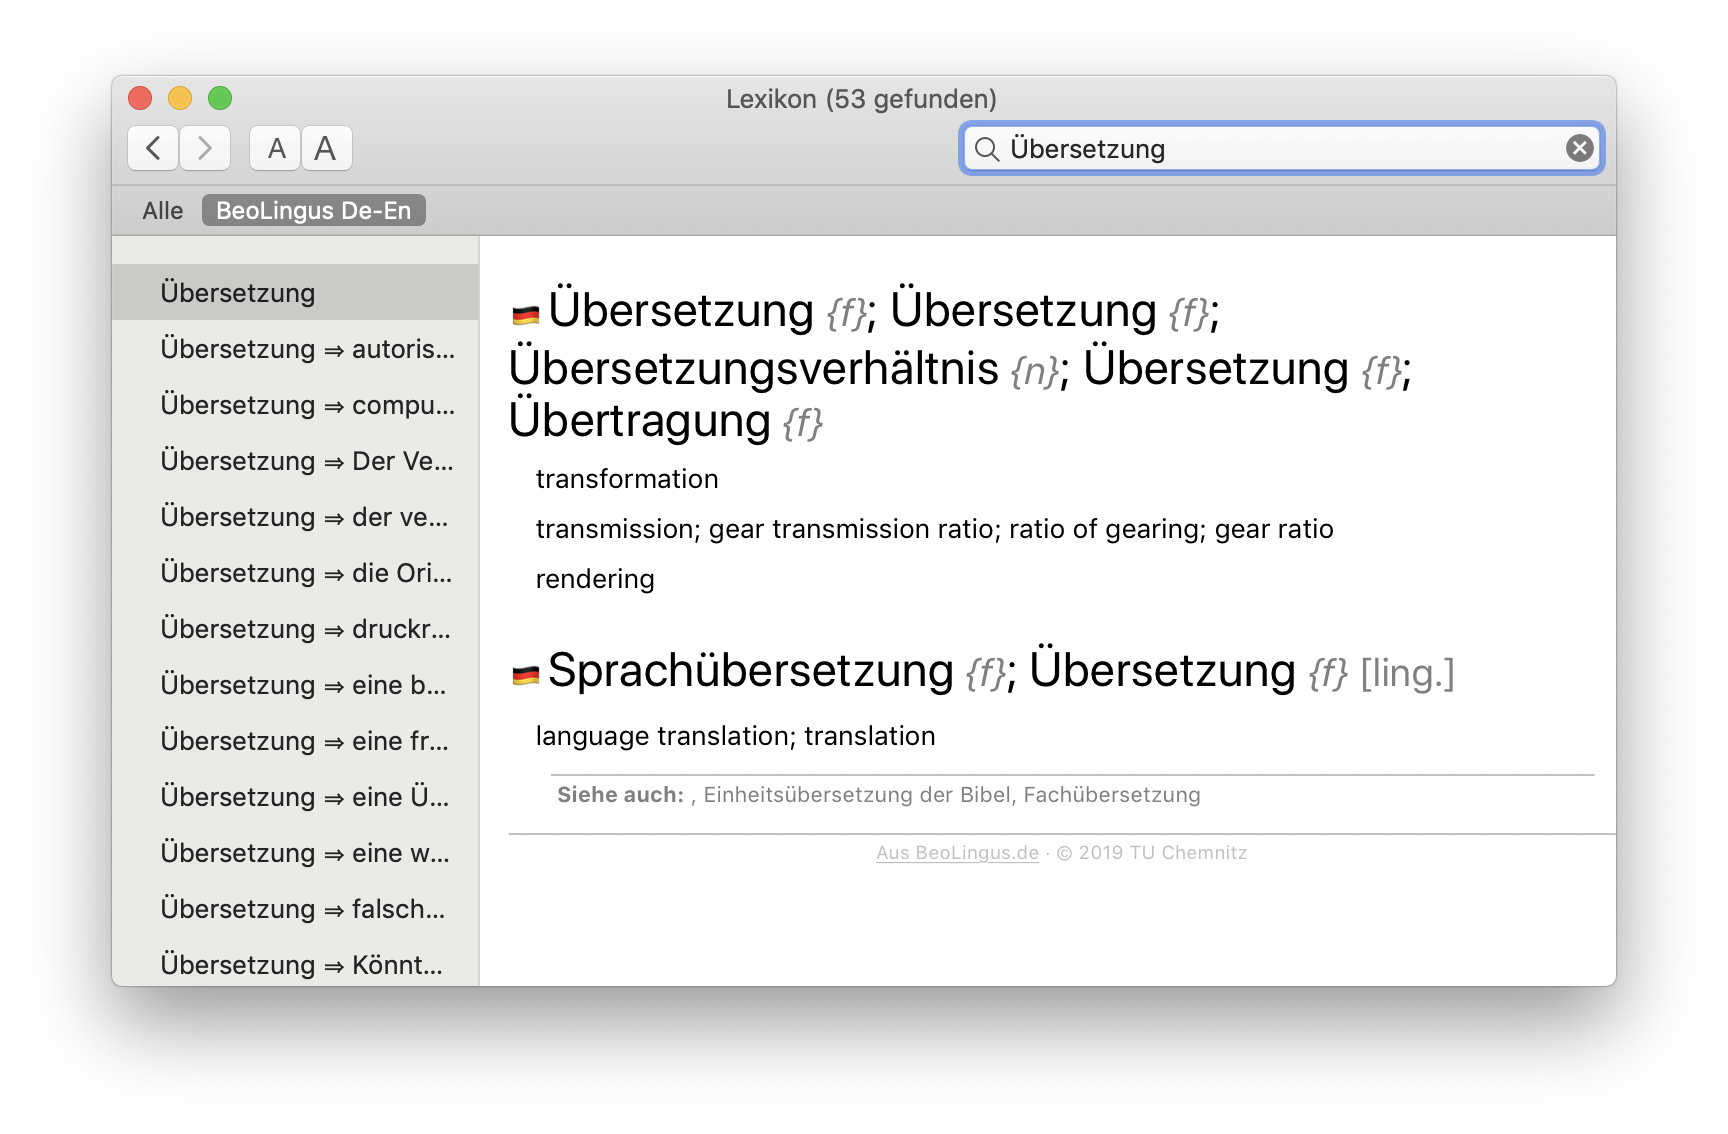 Lexikon (53 gefunden)
A A
Übersetzung
Alle BeoLingus De-En
Übersetzung
Übersetzung ⇒ autoris...
Übersetzung ⇒ compu...
Übersetzung ⇒ Der Ve...
Übersetzung ⇒ der ve...
Übersetzung ⇒ die Ori...
Übersetzung ⇒ druckr...
Übersetzung ⇒ eine b...
Übersetzung ⇒ eine fr...
Übersetzung ⇒ eine Ü...
Übersetzung ⇒ eine w...
Übersetzung ⇒ falsch...
Übersetzung ⇒ Könnt...
Übersetzung {f}; Übersetzung {f};
Übersetzungsverhältnis {n}; Übersetzung {f};
Übertragung {f}
transformation
transmission; gear transmission ratio; ratio of gearing; gear ratio
rendering
Sprachübersetzung {f}; Übersetzung {f} [ling.]
language translation; translation
Siehe auch: , Einheitsübersetzung der Bibel, Fachübersetzung
Aus BeoLingus.de · © 2019 TU Chemnitz